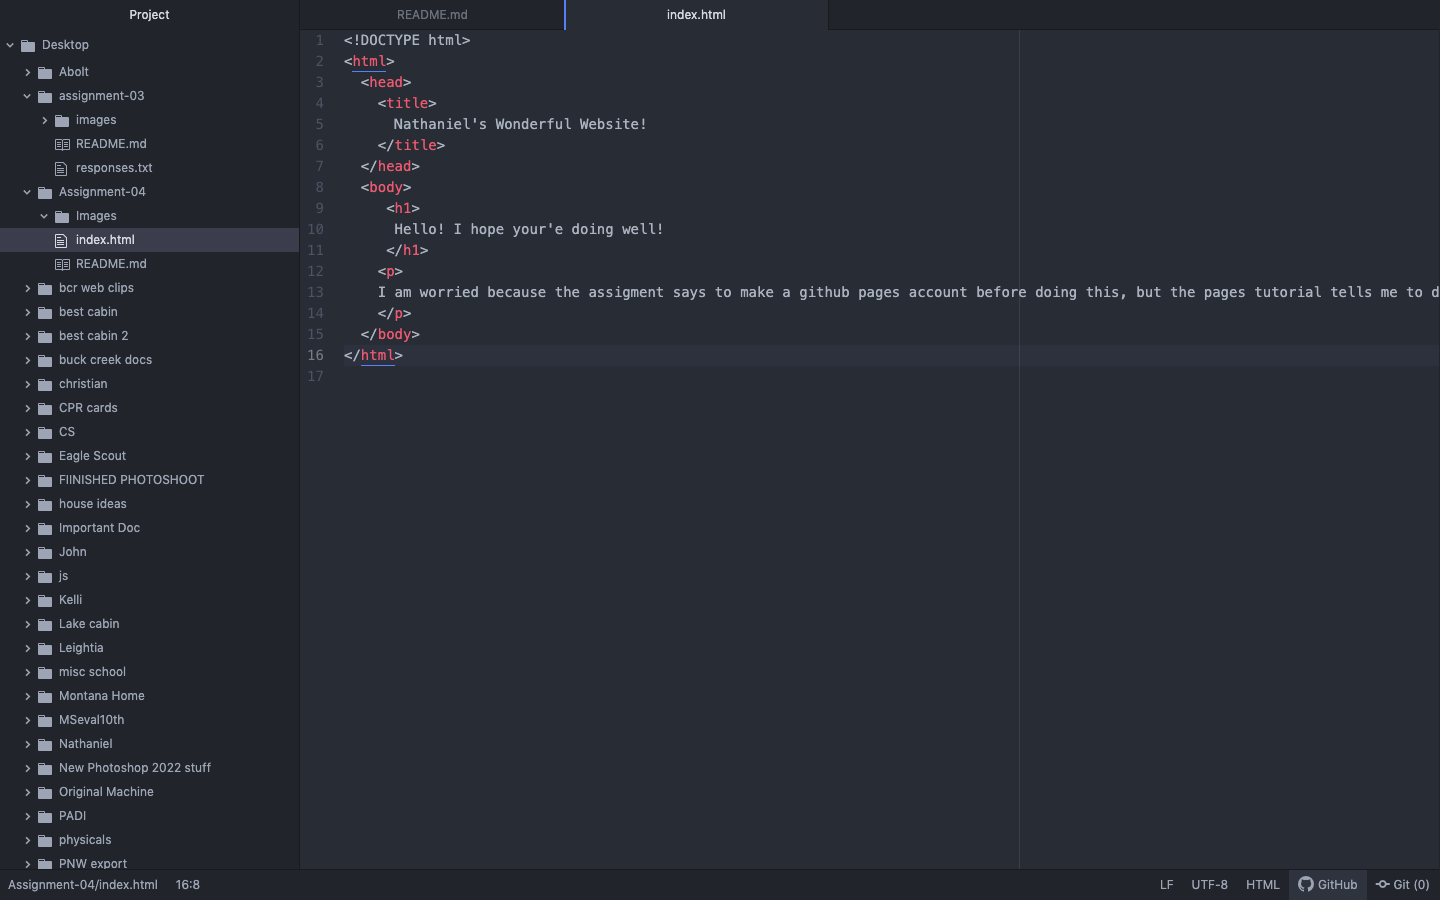 Project
README.md
index.html
Desktop
Abolt
assignment-03
images
README.md
responses.txt
Assignment-04
Images
index.html
README.md
bcr web clips
best cabin
best cabin 2
buck creek docs
christian
CPR cards
CS
Eagle Scout
FIINISHED PHOTOSHOOT
house ideas
Important Doc
John
js
Kelli
Lake cabin
Leightia
misc school
Montana Home
MSeval10th
Nathaniel
New Photoshop 2022 stuff
Original Machine
PADI
physicals
PNW export
1 <!DOCTYPE html>
2 <html>
3 <head>
4 <title>
5 Nathaniel's Wonderful Website!
6 </title>
7 </head>
8 <body>
9 <h1>
10 Hello! I hope your'e doing well!
11 </h1>
12 <p>
13 I am worried because the assigment says to make a github pages account before doing this, but the pages tutorial tells me to d
14 </p>
15 </body>
16 </html>
17
Assignment-04/index.html 16:8 LF UTF-8 HTML GitHub Git (0)